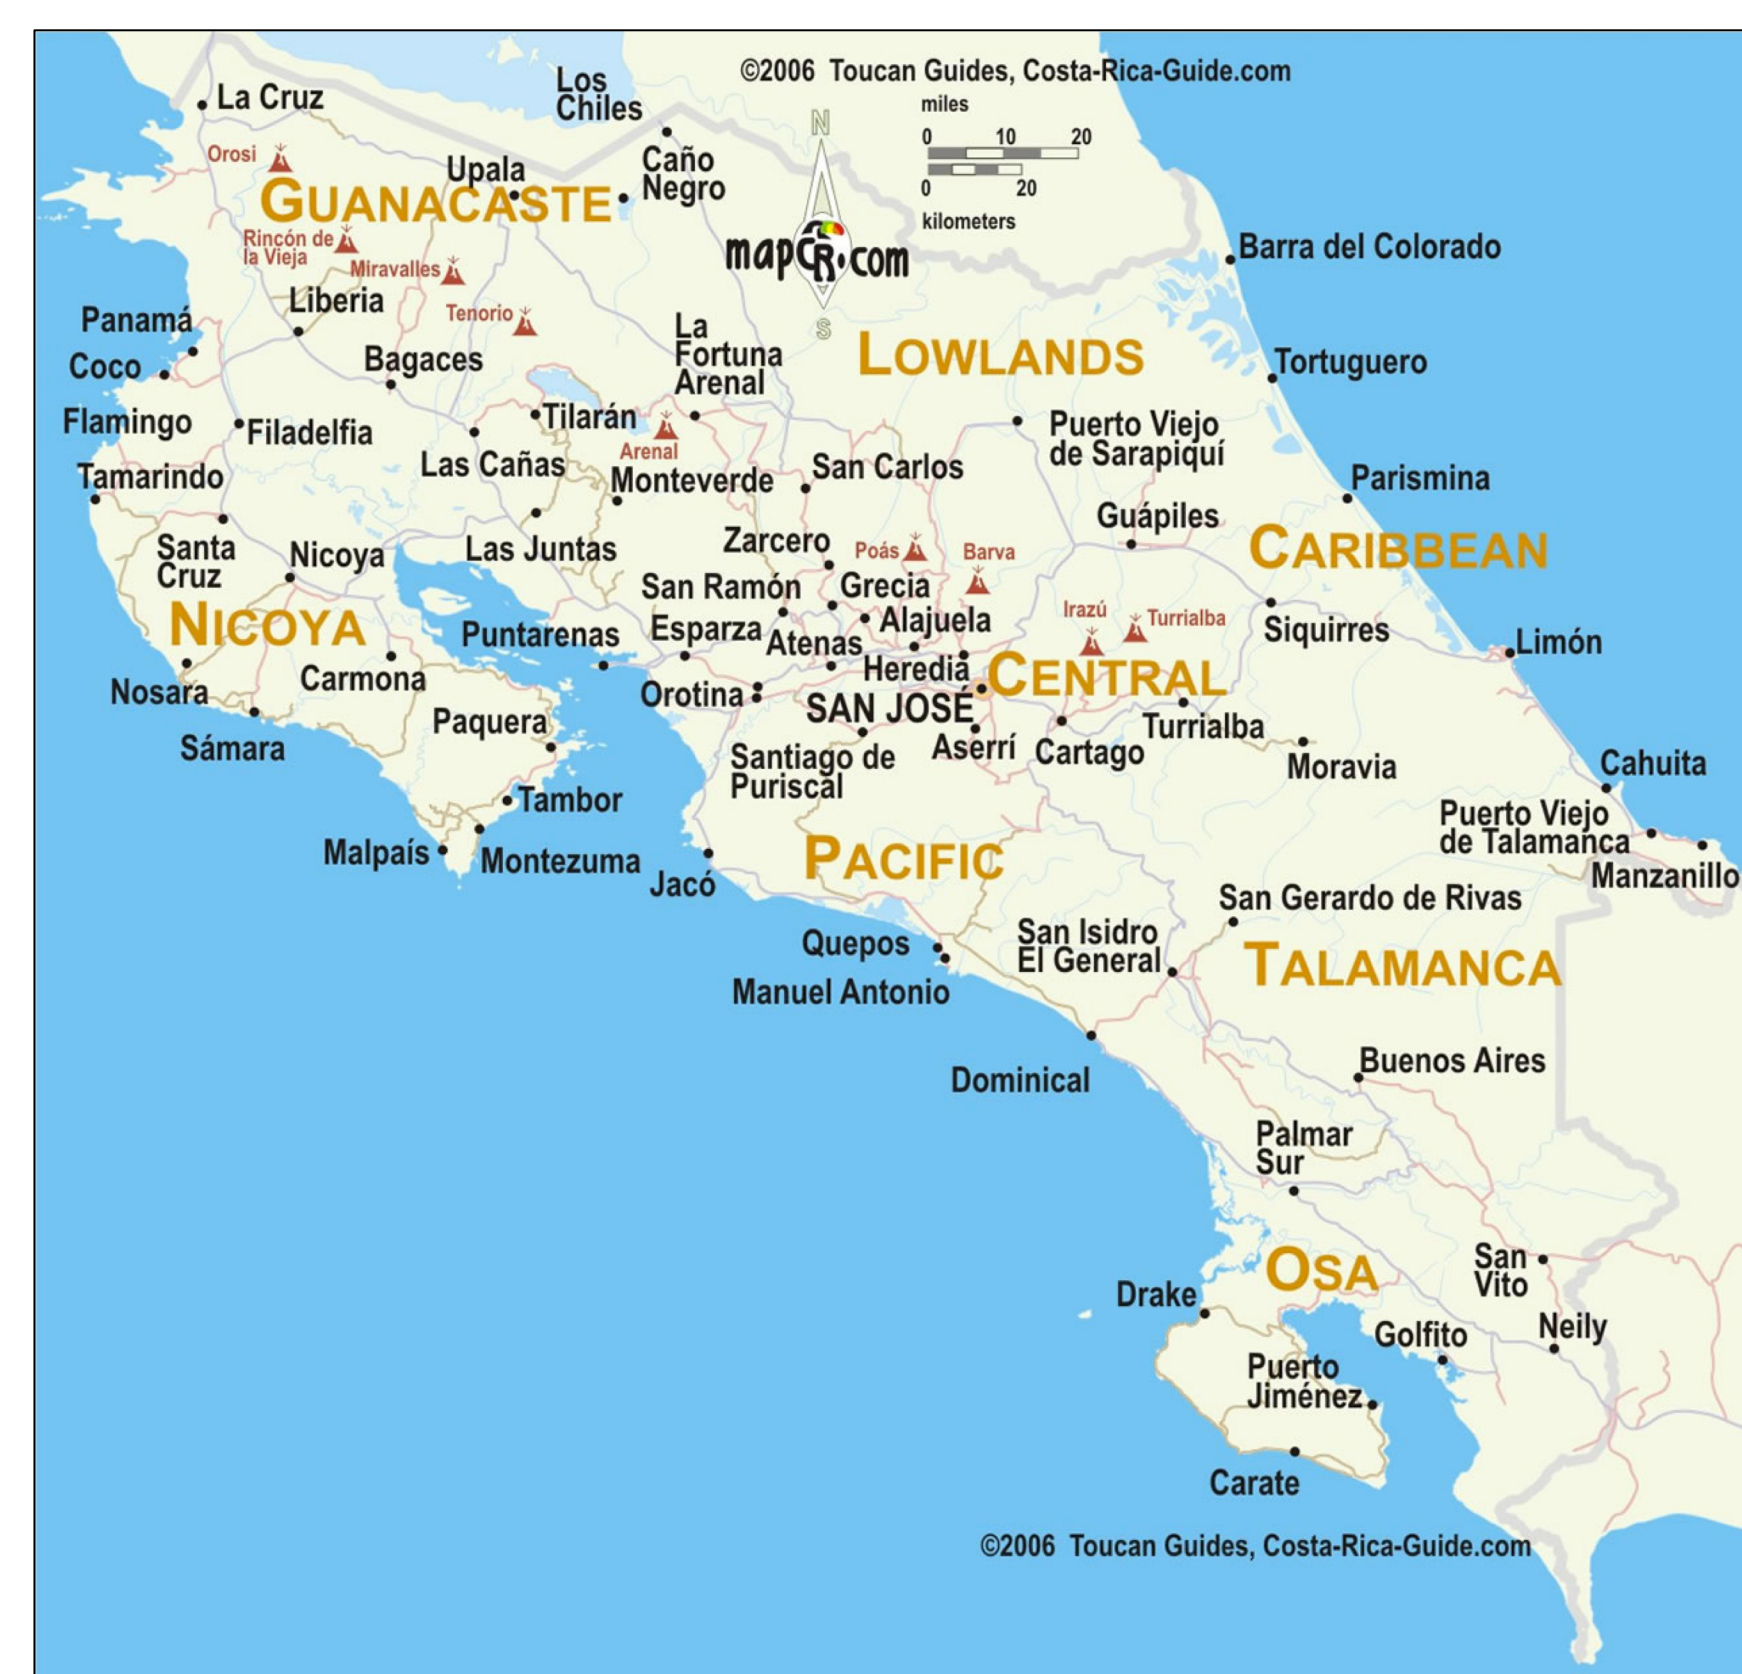 ©2006 Toucan Guides, Costa-Rica-Guide.com
miles
0 10 20
0 20
kilometers
N
mapCR.com
S
La Cruz
Los
Chiles
Orosi
Upala
Caño
Negro
GUANACASTE
Rincón de
la Vieja
Miravalles
Barra del Colorado
Liberia
Tenorio
Panamá
Coco
Bagaces
La
Fortuna
Arenal
LOWLANDS
Tortuguero
Flamingo
Filadelfia
Tilarán
Arenal
Puerto Viejo
de Sarapiquí
Tamarindo
Las Cañas
Monteverde
San Carlos
Parismina
Guápiles
Santa
Cruz
Nicoya
Las Juntas
Zarcero
Poás
Barva
CARIBBEAN
San Ramón
Grecia
Irazú
Turrialba
NICOYA
Puntarenas
Esparza
Atenas
Alajuela
Siquirres
Limón
Nosara
Carmona
Orotina
Heredia
CENTRAL
SAN JOSÉ
Sámara
Paquera
Santiago de
Puriscal
Aserrí
Cartago
Turrialba
Moravia
Cahuita
Tambor
Puerto Viejo
de Talamanca
Malpaís
Montezuma
Jacó
PACIFIC
Manzanillo
San Gerardo de Rivas
Quepos
San Isidro
El General
TALAMANCA
Manuel Antonio
Dominical
Buenos Aires
Palmar
Sur
OSA
San
Vito
Drake
Golfito
Neily
Puerto
Jiménez
Carate
©2006 Toucan Guides, Costa-Rica-Guide.com